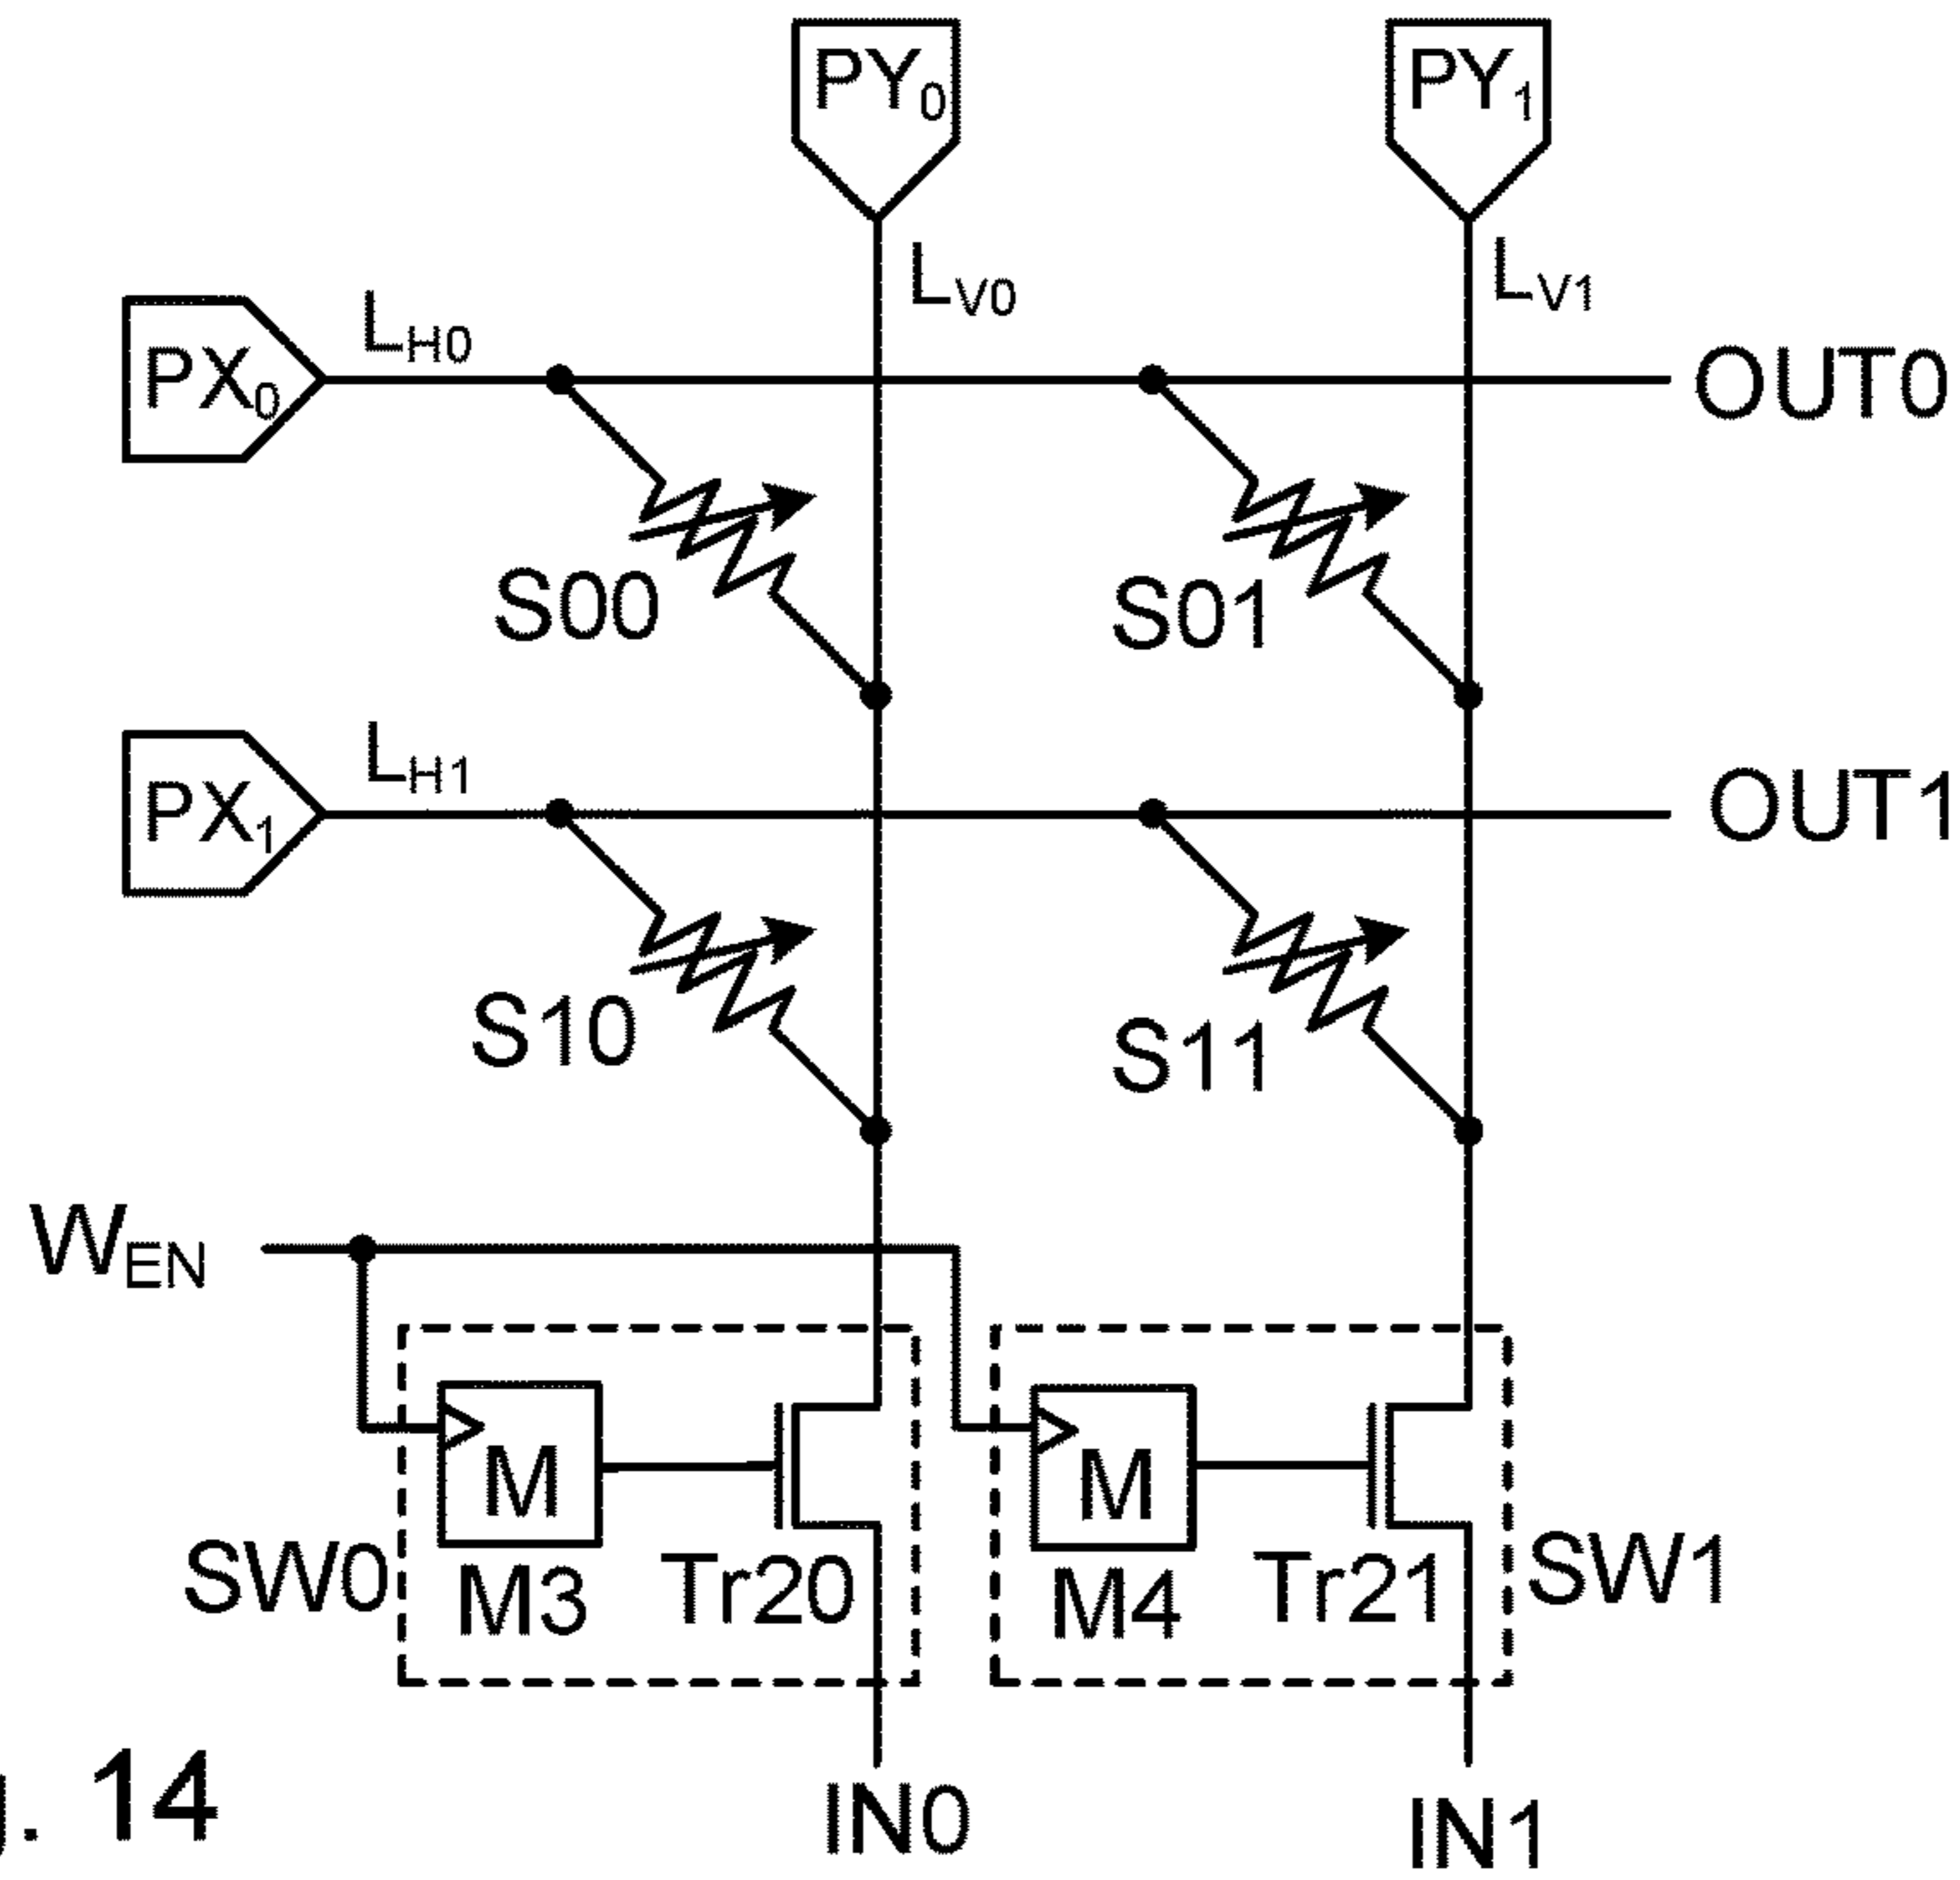 PY0
PY1
LV0
LV1
LH0
PX0
OUT0
S00
S01
LH1
PX1
OUT1
S10
S11
WEN
M
M
SW0
M3
Tr20
M4
Tr21
SW1
. 14
IN0
IN1